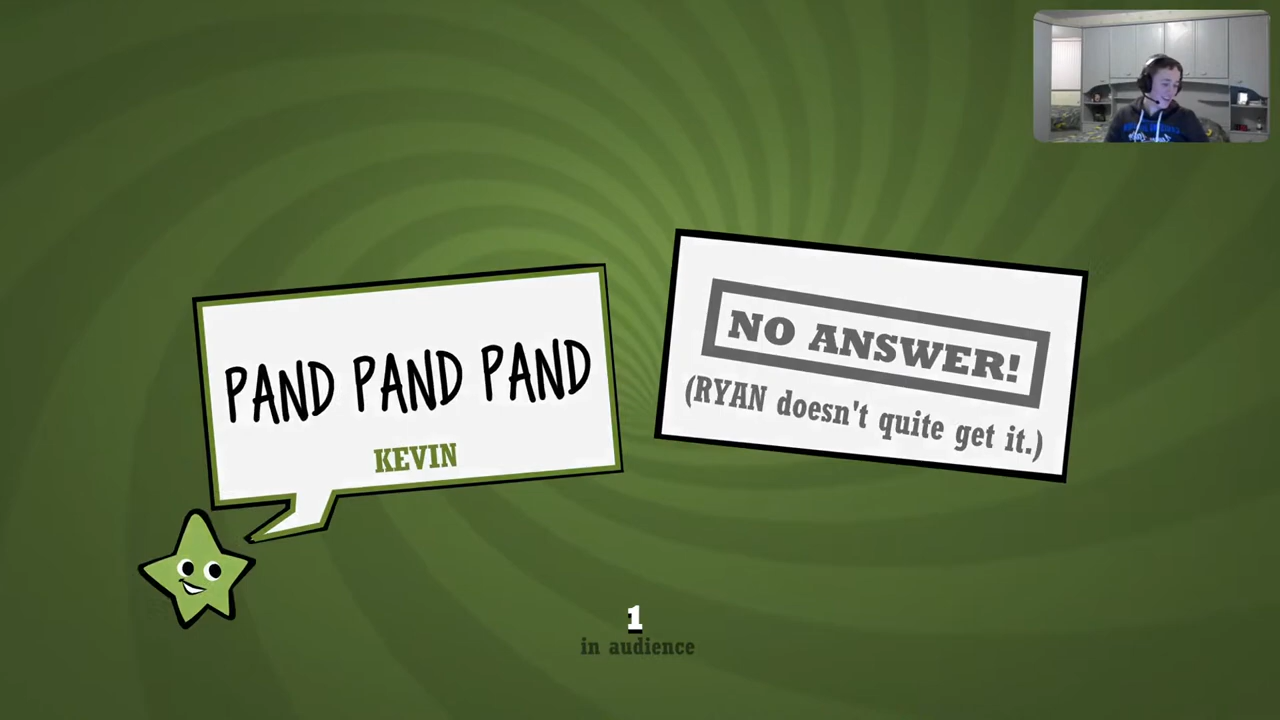 PAND PAND PAND
KEVIN
NO ANSWER!
(RYAN doesn't quite get it.)
1
in audience